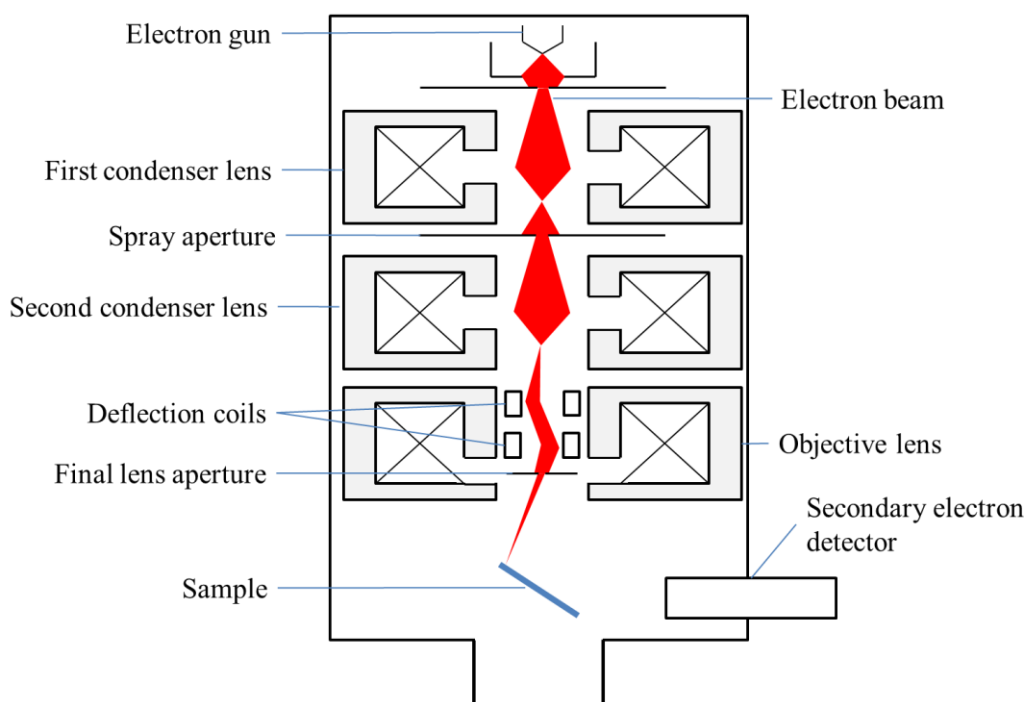 Electron gun
Electron beam
First condenser lens
Spray aperture
Second condenser lens
Deflection coils
Objective lens
Final lens aperture
Secondary electron
detector
Sample